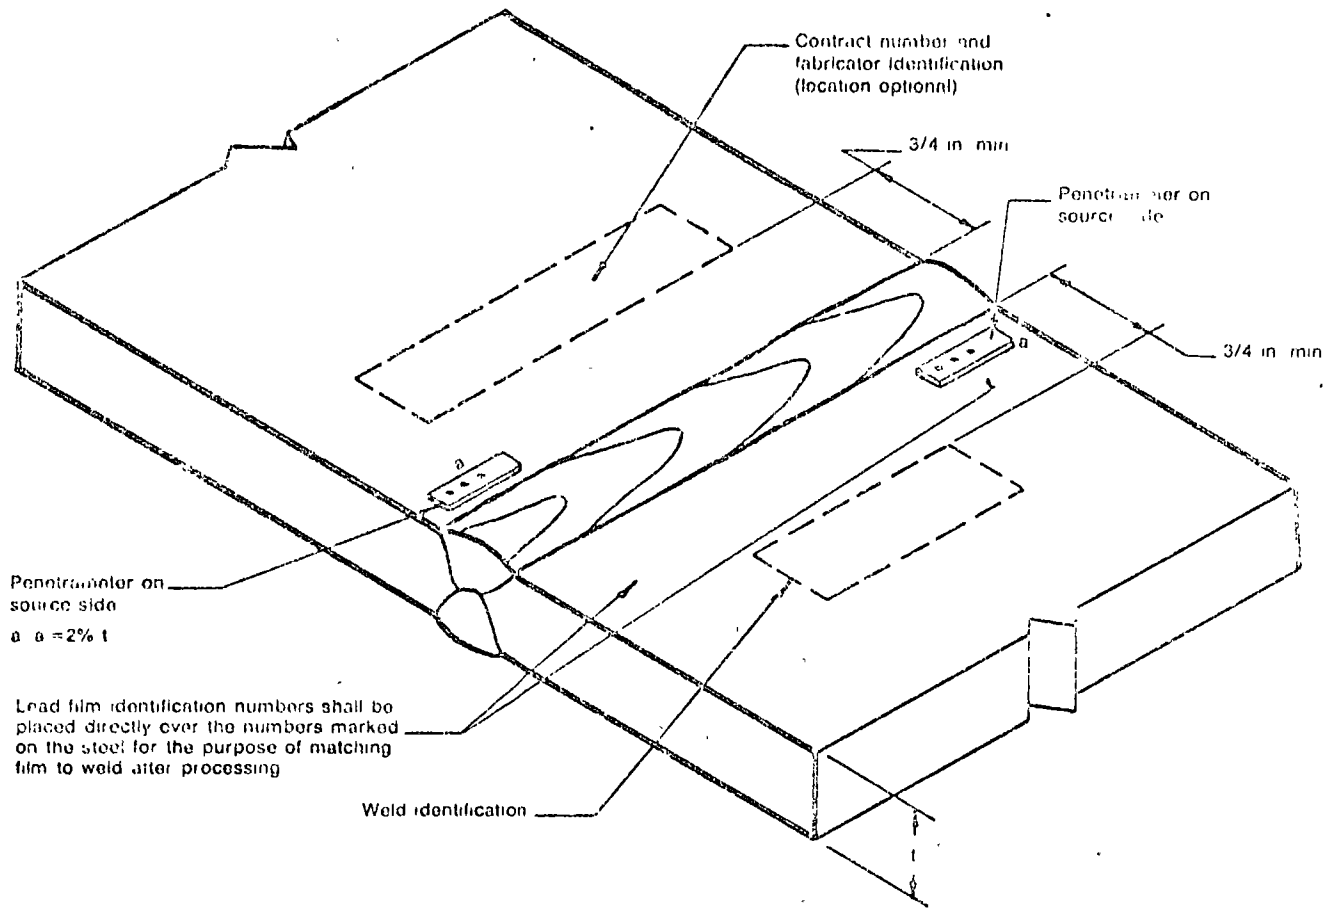 Contract number and
fabricator identification
(location optional)
3/4 in min
Penetrameter on
source side
3/4 in min
a
a
Penetrameter on
source side
a a = 2% t
Lead film identification numbers shall be
placed directly over the numbers marked
on the steel for the purpose of matching
film to weld after processing
Weld identification
t